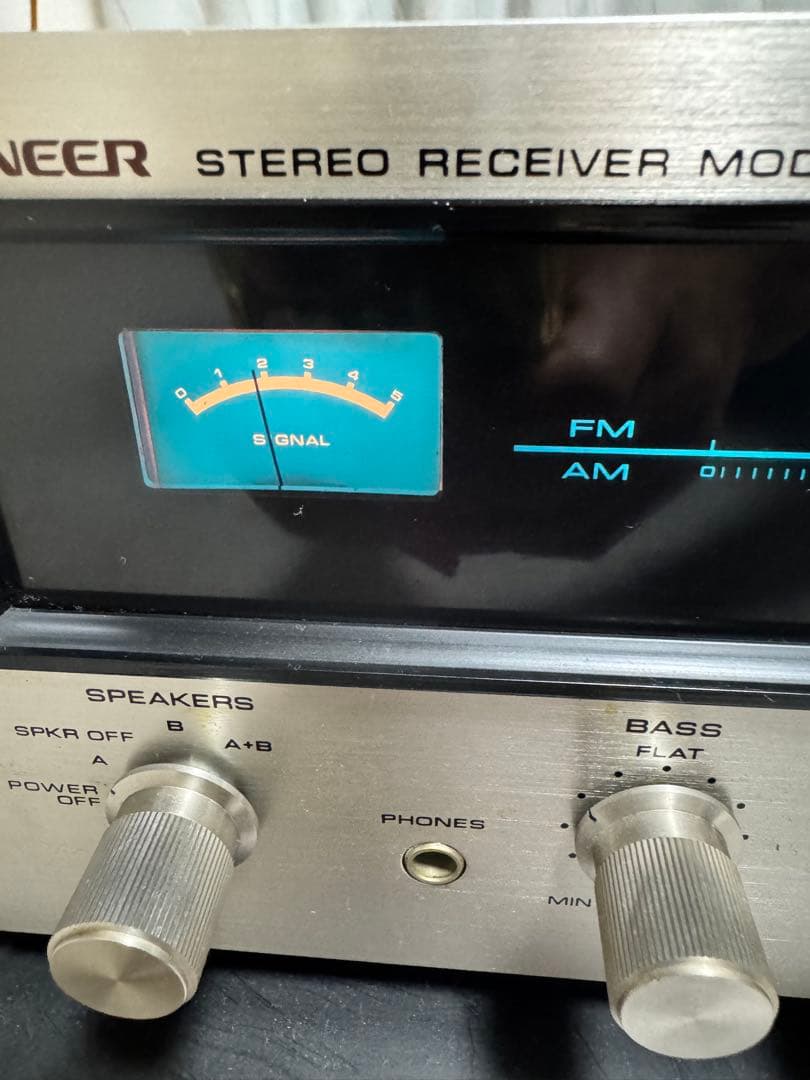 NEER STEREO RECEIVER MOD
0 1 2 3 4 5
SIGNAL
FM
AM
0
SPEAKERS
SPKR OFF
B
A
A+B
POWER
OFF
PHONES
BASS
FLAT
MIN